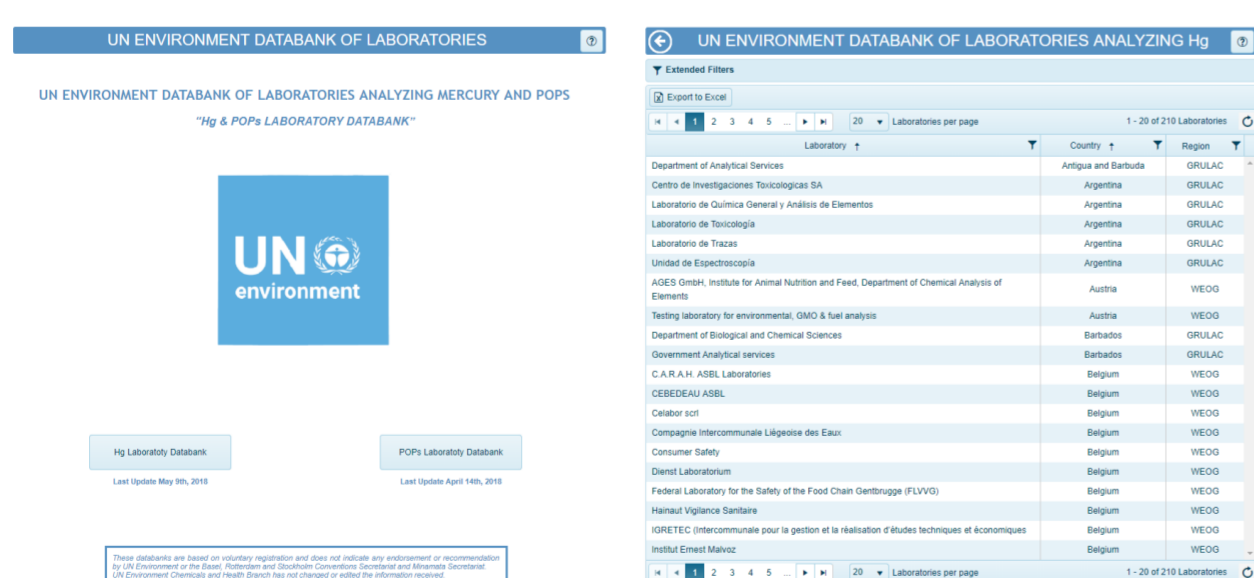 UN ENVIRONMENT DATABANK OF LABORATORIES
UN ENVIRONMENT DATABANK OF LABORATORIES ANALYZING MERCURY AND POPS
"Hg & POPs LABORATORY DATABANK"
UN
environment
Hg Laboratoty Databank
POPs Laboratoty Databank
Last Update May 9th, 2018
Last Update April 14th, 2018
These databanks are based on voluntary registration and does not indicate any endorsement or recommendation
by UN Environment or the Basel, Rotterdam and Stockholm Conventions Secretariat and Minamata Secretariat.
UN Environment Chemicals and Health Branch has not changed or edited the information received.
UN ENVIRONMENT DATABANK OF LABORATORIES ANALYZING Hg
Extended Filters
Export to Excel
1 2 3 4 5 ... 20 Laboratories per page 1 - 20 of 210 Laboratories
Laboratory Country Region
Department of Analytical Services Antigua and Barbuda GRULAC
Centro de Investigaciones Toxicologicas SA Argentina GRULAC
Laboratorio de Química General y Análisis de Elementos Argentina GRULAC
Laboratorio de Toxicología Argentina GRULAC
Laboratorio de Trazas Argentina GRULAC
Unidad de Espectroscopía Argentina GRULAC
AGES GmbH, Institute for Animal Nutrition and Feed, Department of Chemical Analysis of
Elements Austria WEOG
Testing laboratory for environmental, GMO & fuel analysis Austria WEOG
Department of Biological and Chemical Sciences Barbados GRULAC
Government Analytical services Barbados GRULAC
C.A.R.A.H. ASBL Laboratories Belgium WEOG
CEBEDEAU ASBL Belgium WEOG
Celabor scrl Belgium WEOG
Compagnie Intercommunale Liégeoise des Eaux Belgium WEOG
Consumer Safety Belgium WEOG
Dienst Laboratorium Belgium WEOG
Federal Laboratory for the Safety of the Food Chain Gentbrugge (FLVVG) Belgium WEOG
Hainaut Vigilance Sanitaire Belgium WEOG
IGRETEC (Intercommunale pour la gestion et la réalisation d'études techniques et économiques Belgium WEOG
Institut Ernest Malvoz Belgium WEOG
1 2 3 4 5 ... 20 Laboratories per page 1 - 20 of 210 Laboratories